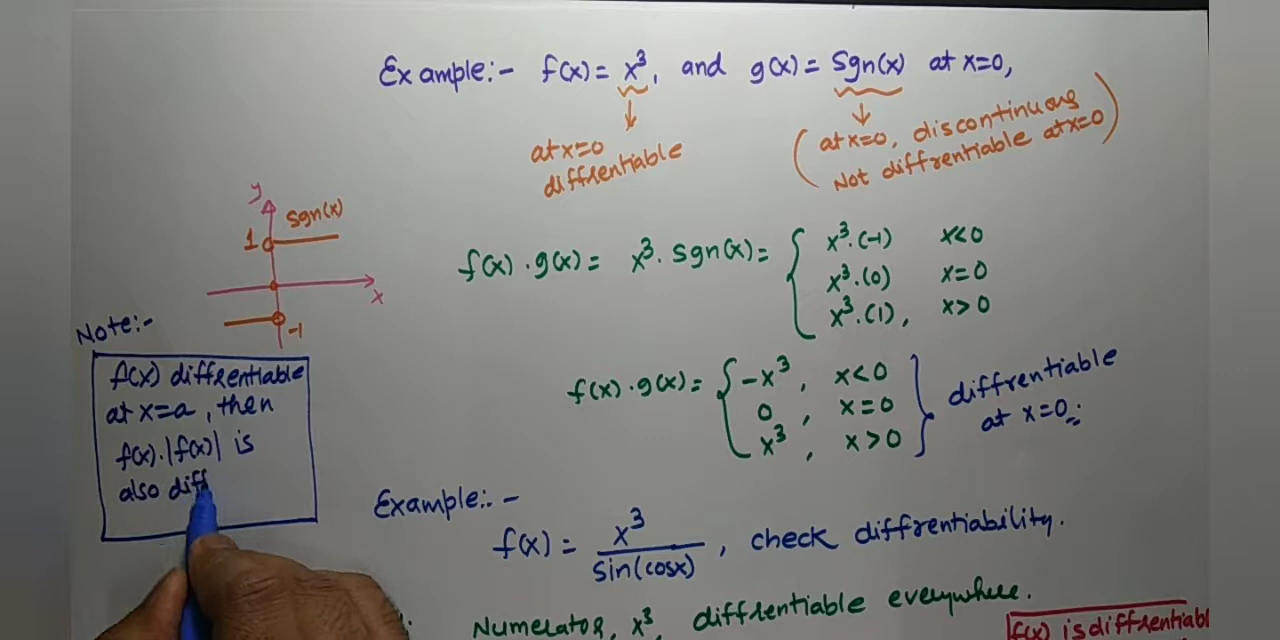 Example:- f(x) = x³, and g(x) = Sgn(x) at x=0,
at x=0
diffrentiable
(at x=0, discontinuous
Not diffrentiable at x=0)
y
Sgn(x)
1
x
-1
f(x)·g(x) = x³·sgn(x) = { x³·(-1) x<0
x³·(0) x=0
x³·(1), x>0
Note:-
f(x) diffrentiable
at x=a, then
f(x)·|f(x)| is
also diff
f(x)·g(x) = { -x³, x<0
0, x=0
x³, x>0 }
diffrentiable
at x=0
Example:-
f(x) = x³/sin(cosx), check diffrentiability.
Numerator, x³, diffrentiable everywhere.
f(x) is diffrentiabl